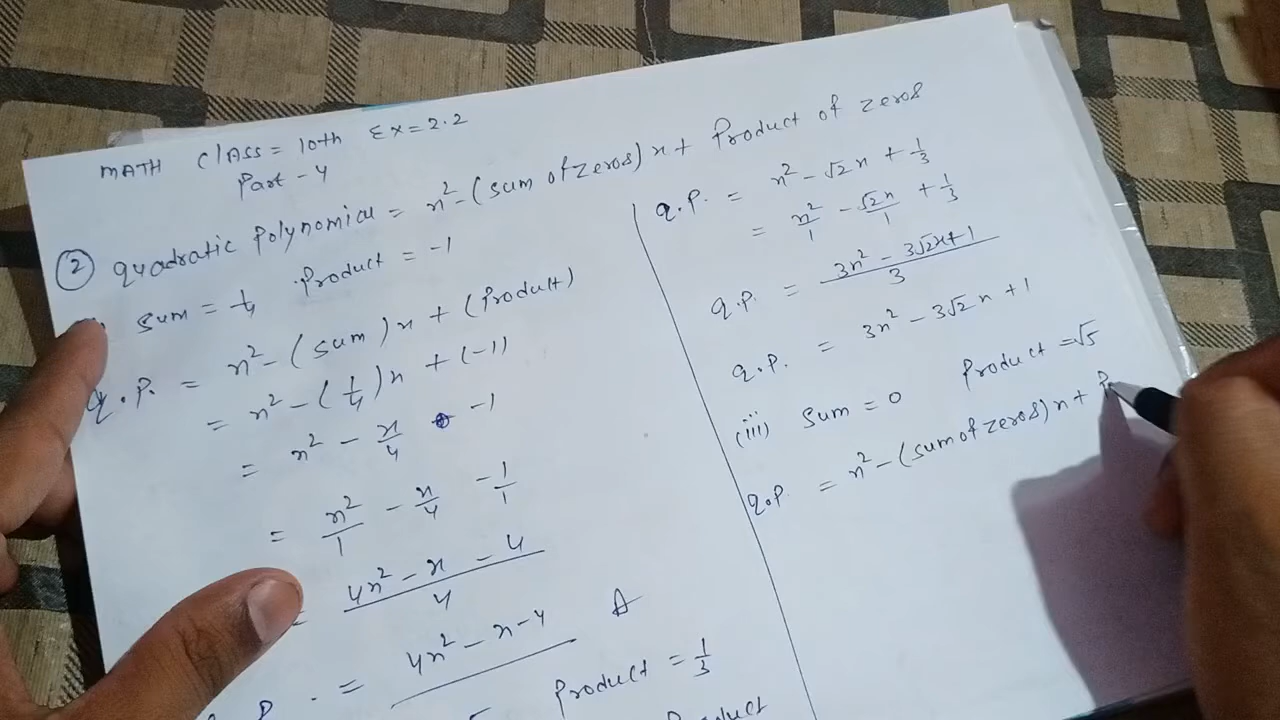 MATH Class = 10th Ex = 2.2
Part - 4
② Quadratic Polynomial = x² - (sum of zeros) x + Product of zeros
Sum = 1/4 Product = -1
Q.P. = x² - (sum) x + (Product)
= x² - (1/4) x + (-1)
= x² - x/4 -1
= x²/1 - x/4 - 1/1
= 4x² - x - 4 / 4
= 4x² - x - 4 A
Product = 1/3
Product
Q.P. = x² - √2x + 1/3
= x²/1 - √2x/1 + 1/3
Q.P. = 3x² - 3√2x + 1 / 3
Q.P. = 3x² - 3√2x + 1
(iii) Sum = 0 Product = √5
Q.P. = x² - (sum of zeros) x + P